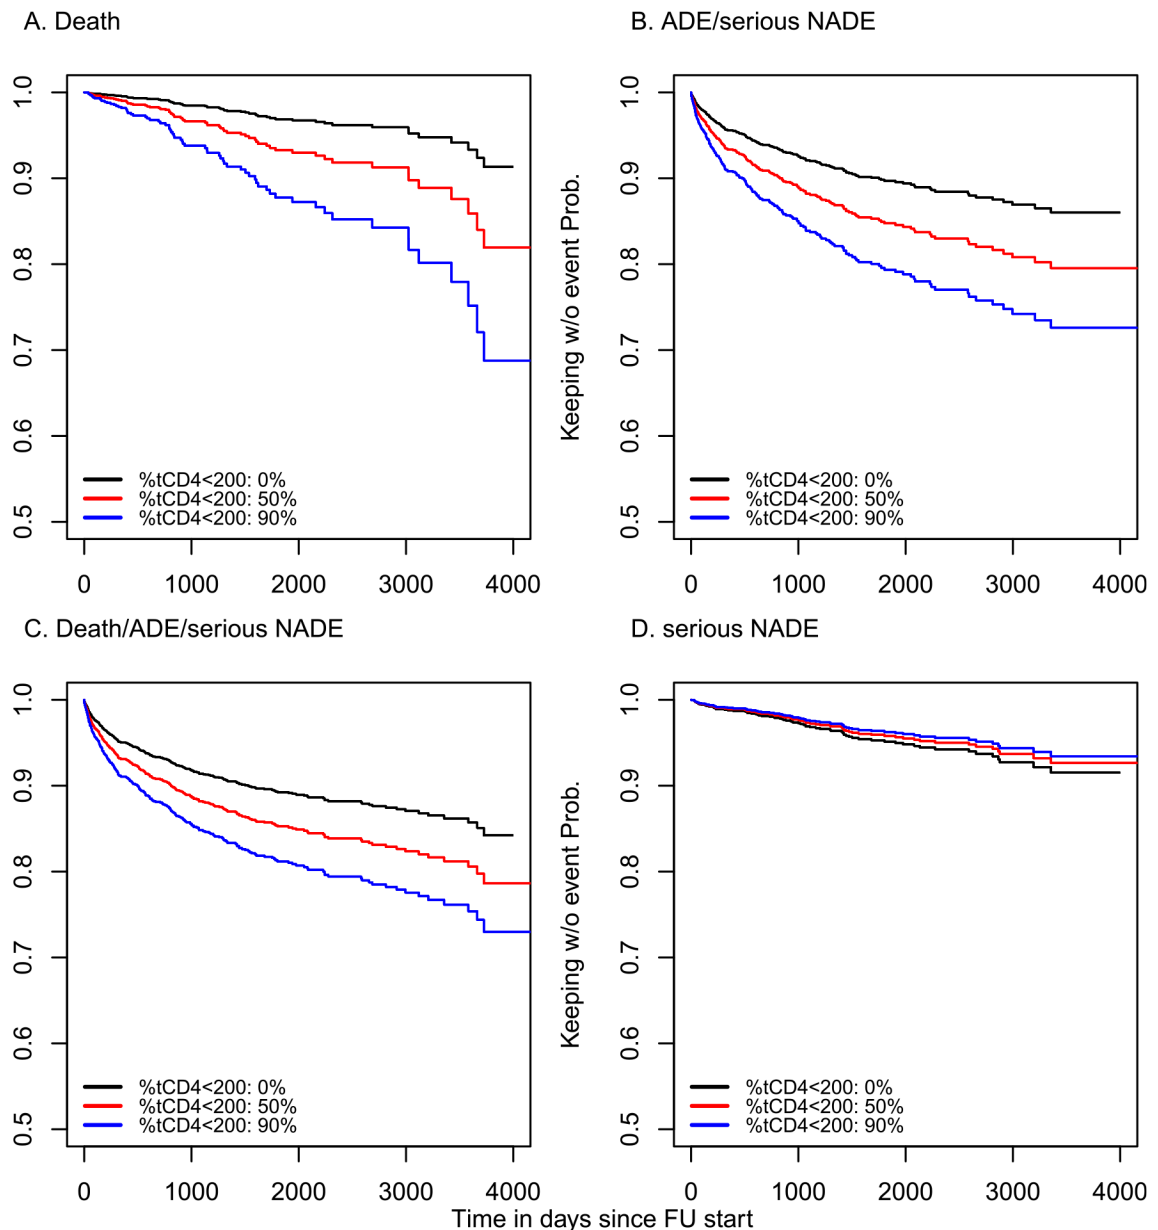 A. Death
1.0
0.9
0.8
0.7
0.6
0.5
%tCD4<200: 0%
%tCD4<200: 50%
%tCD4<200: 90%
0 1000 2000 3000 4000
B. ADE/serious NADE
Keeping w/o event Prob.
1.0
0.9
0.8
0.7
0.6
0.5
%tCD4<200: 0%
%tCD4<200: 50%
%tCD4<200: 90%
0 1000 2000 3000 4000
C. Death/ADE/serious NADE
1.0
0.9
0.8
0.7
0.6
0.5
%tCD4<200: 0%
%tCD4<200: 50%
%tCD4<200: 90%
0 1000 2000 3000 4000
D. serious NADE
Keeping w/o event Prob.
1.0
0.9
0.8
0.7
0.6
0.5
%tCD4<200: 0%
%tCD4<200: 50%
%tCD4<200: 90%
0 1000 2000 3000 4000
Time in days since FU start